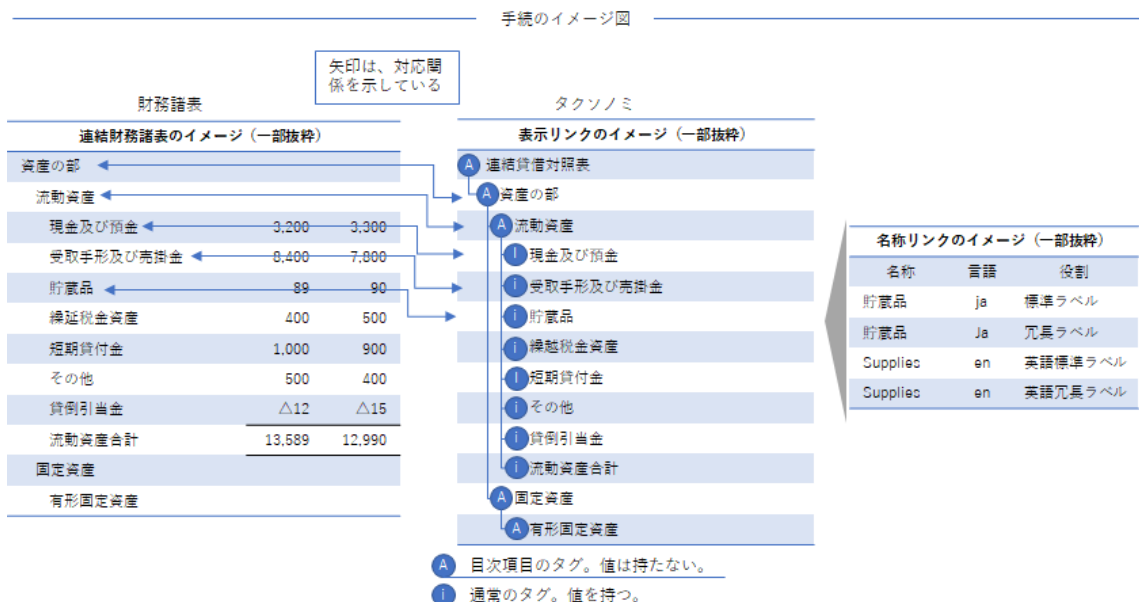 手続のイメージ図
矢印は、対応関
係を示している
財務諸表
連結財務諸表のイメージ（一部抜粋）
資産の部
流動資産
現金及び預金 3,200 3,300
受取手形及び売掛金 8,400 7,800
貯蔵品 89 90
繰延税金資産 400 500
短期貸付金 1,000 900
その他 500 400
貸倒引当金 △12 △15
流動資産合計 13,589 12,990
固定資産
有形固定資産
タクソノミ
表示リンクのイメージ（一部抜粋）
A 連結貸借対照表
A 資産の部
A 流動資産
I 現金及び預金
i 受取手形及び売掛金
i 貯蔵品
i 繰越税金資産
I 短期貸付金
i その他
i 貸倒引当金
i 流動資産合計
A 固定資産
A 有形固定資産
名称リンクのイメージ（一部抜粋）
名称 言語 役割
貯蔵品 ja 標準ラベル
貯蔵品 Ja 冗長ラベル
Supplies en 英語標準ラベル
Supplies en 英語冗長ラベル
A 目次項目のタグ。値は持たない。
i 通常のタグ。値を持つ。